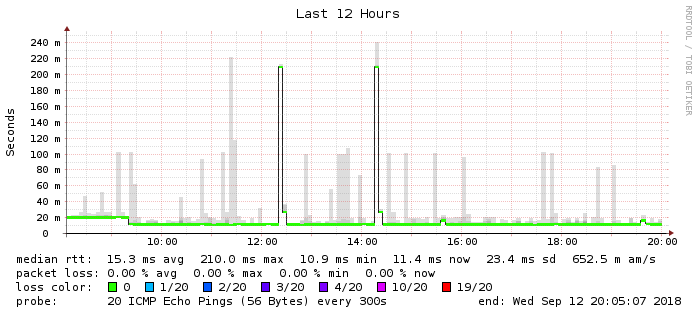 Last 12 Hours
RRDTOOL / TOBI OETIKER
Seconds
240 m
220 m
200 m
180 m
160 m
140 m
120 m
100 m
80 m
60 m
40 m
20 m
0
10:00 12:00 14:00 16:00 18:00 20:00
median rtt: 15.3 ms avg 210.0 ms max 10.9 ms min 11.4 ms now 23.4 ms sd 652.5 m am/s
packet loss: 0.00 % avg 0.00 % max 0.00 % min 0.00 % now
loss color: 0 1/20 2/20 3/20 4/20 10/20 19/20
probe: 20 ICMP Echo Pings (56 Bytes) every 300s end: Wed Sep 12 20:05:07 2018